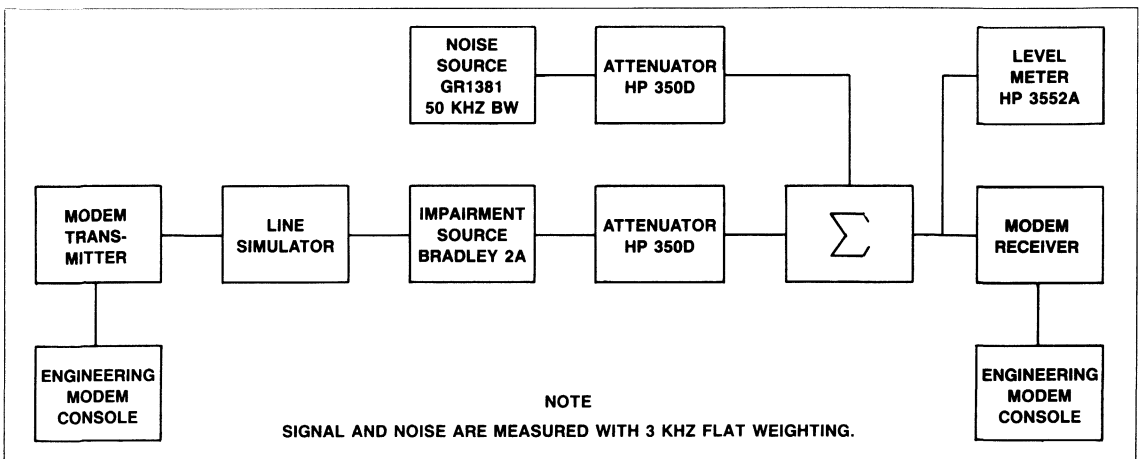 NOISE
SOURCE
GR1381
50 KHZ BW
ATTENUATOR
HP 350D
LEVEL
METER
HP 3552A
MODEM
TRANS-
MITTER
LINE
SIMULATOR
IMPAIRMENT
SOURCE
BRADLEY 2A
ATTENUATOR
HP 350D
Σ
MODEM
RECEIVER
ENGINEERING
MODEM
CONSOLE
ENGINEERING
MODEM
CONSOLE
NOTE
SIGNAL AND NOISE ARE MEASURED WITH 3 KHZ FLAT WEIGHTING.